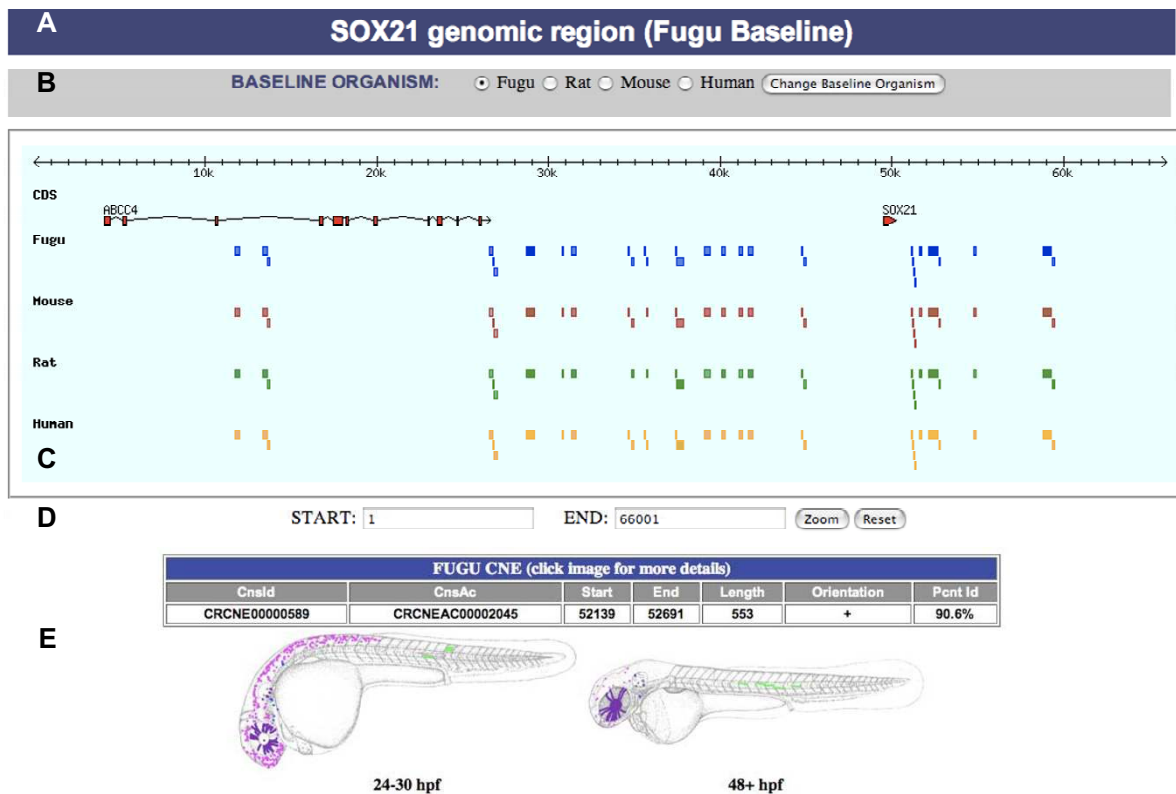 A
SOX21 genomic region (Fugu Baseline)
B
BASELINE ORGANISM: Fugu Rat Mouse Human Change Baseline Organism
10k 20k 30k 40k 50k 60k
CDS
ABCC4 SOX21
Fugu
Mouse
Rat
Human
C
D
START: 1 END: 66001 Zoom Reset
FUGU CNE (click image for more details)
CnsId CnsAc Start End Length Orientation Pcnt Id
CRCNE00000589 CRCNEAC00002045 52139 52691 553 + 90.6%
E
24-30 hpf 48+ hpf